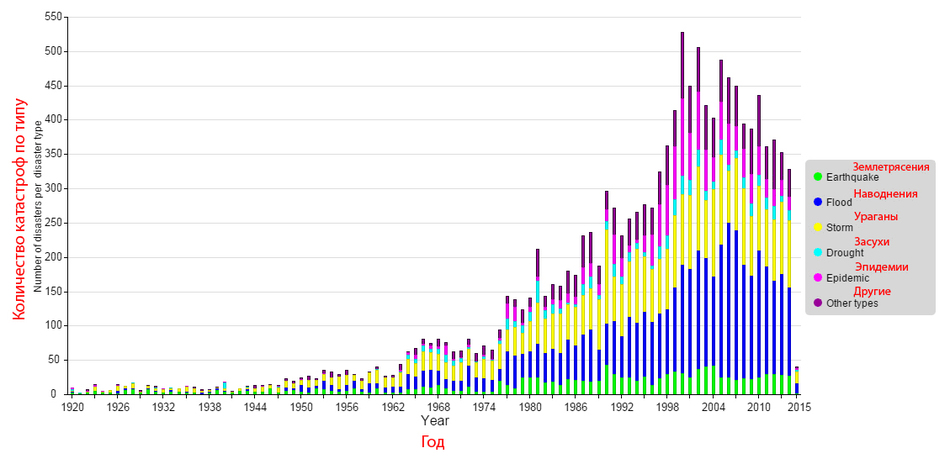 550
500
450
400
350
300
250
200
150
100
50
0
Количество катастроф по типу
Number of disasters per disaster type
1920 1926 1932 1938 1944 1950 1956 1962 1968 1974 1980 1986 1992 1998 2004 2010 2015
Year
Год
Землетрясения
Earthquake
Наводнения
Flood
Ураганы
Storm
Засухи
Drought
Эпидемии
Epidemic
Другие
Other types